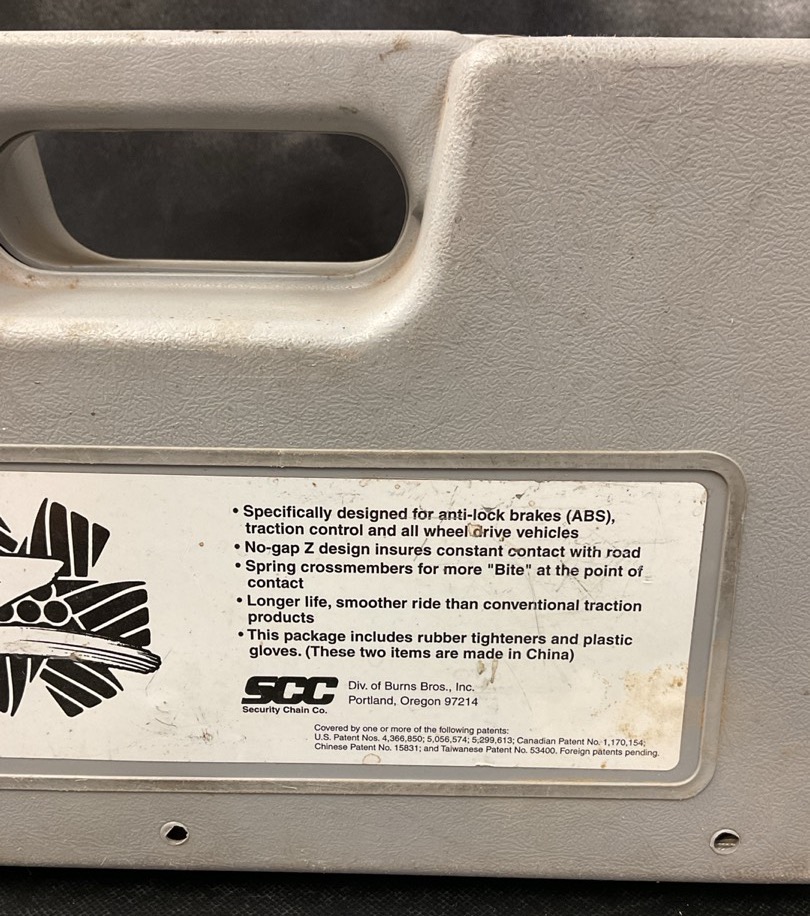 • Specifically designed for anti-lock brakes (ABS),
traction control and all wheel drive vehicles
• No-gap Z design insures constant contact with road
• Spring crossmembers for more "Bite" at the point of
contact
• Longer life, smoother ride than conventional traction
products
• This package includes rubber tighteners and plastic
gloves. (These two items are made in China)
SCC Div. of Burns Bros., Inc.
Security Chain Co. Portland, Oregon 97214
Covered by one or more of the following patents:
U.S. Patent Nos. 4,366,850; 5,056,574; 5,299,613; Canadian Patent No. 1,170,154;
Chinese Patent No. 15831; and Taiwanese Patent No. 53400. Foreign patents pending.